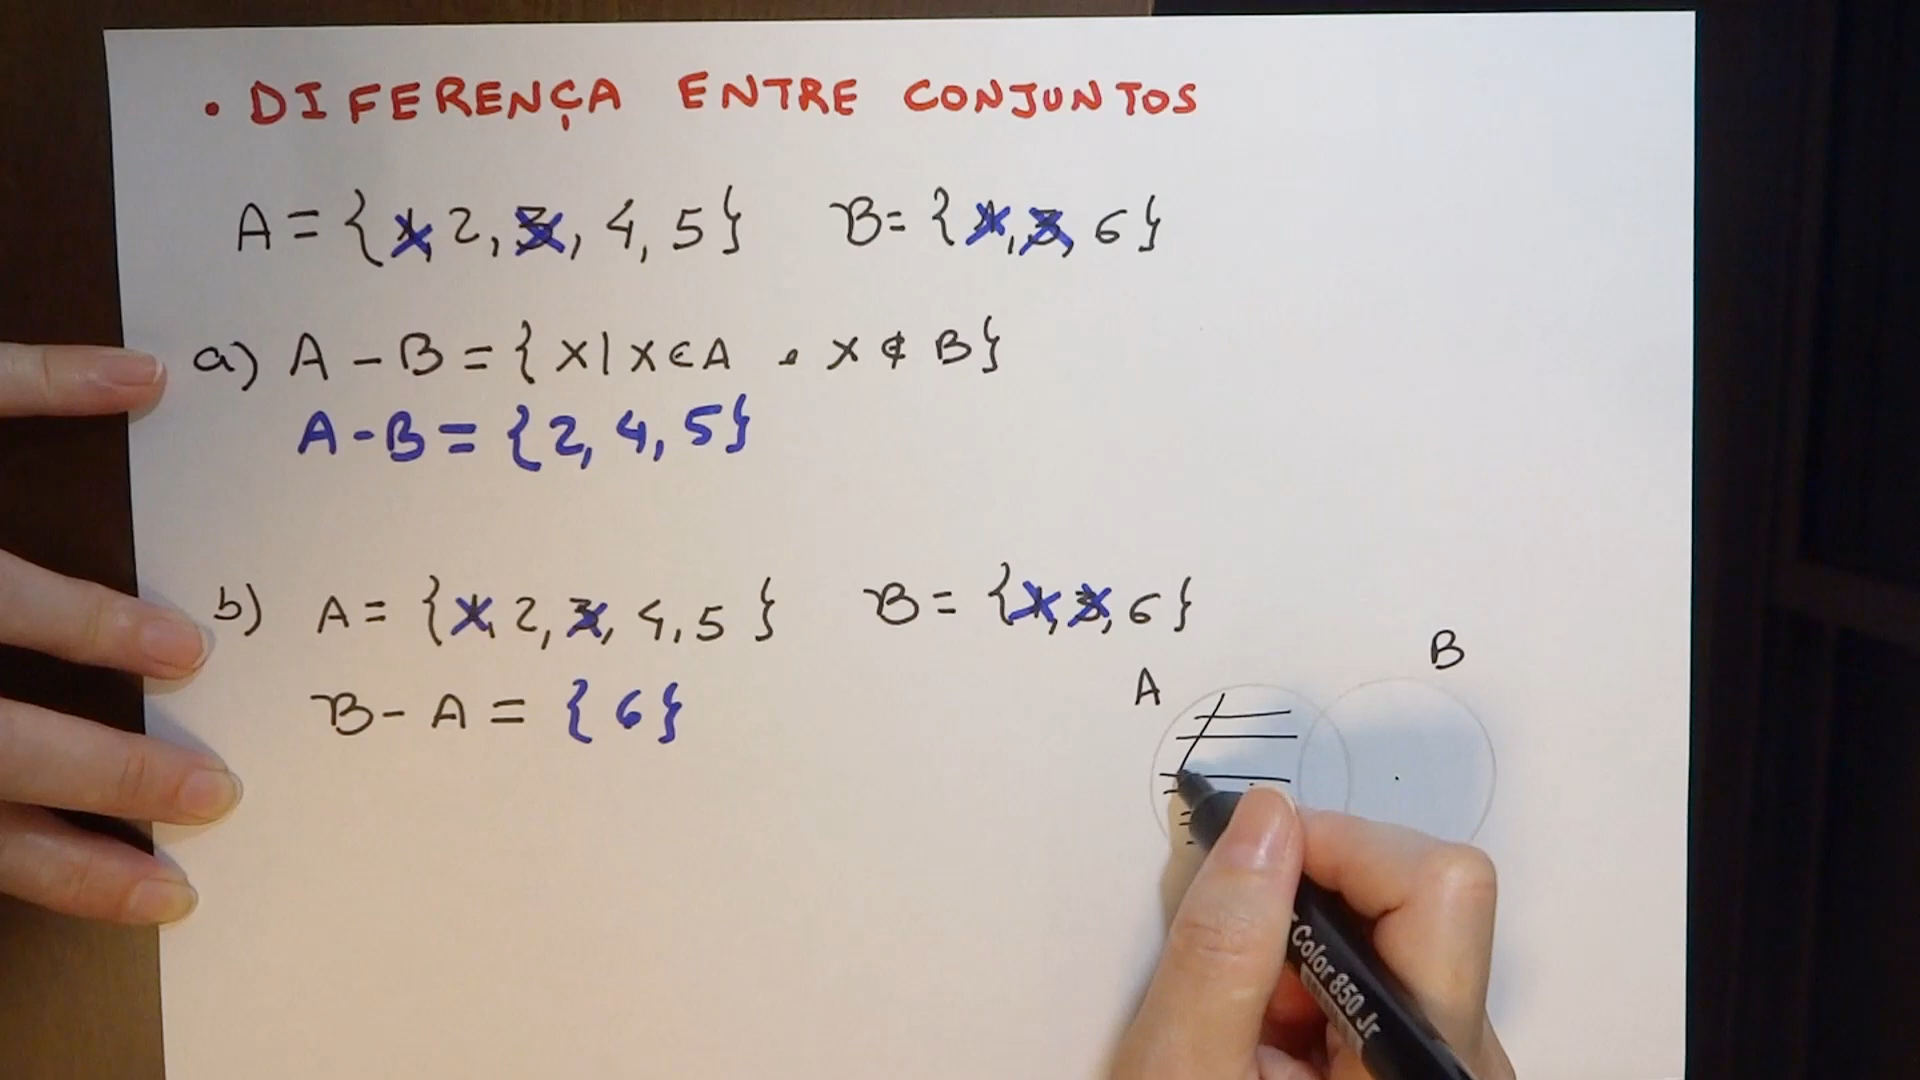 • DIFERENÇA ENTRE CONJUNTOS
A = {1, 2, 3, 4, 5} B = {1, 3, 6}
a) A - B = { X | X ∈ A e X ∉ B}
A - B = {2, 4, 5}
b) A = {1, 2, 3, 4, 5 } B = {1, 3, 6}
B - A = {6}
A B
Color 850 Jr